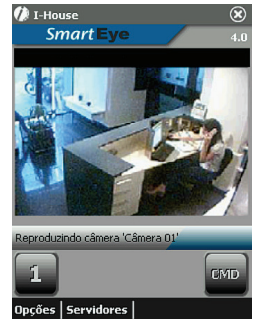 I-House
SmartEye
4.0
Reproduzindo câmera 'Câmera 01'
1
CMD
Opções
Servidores